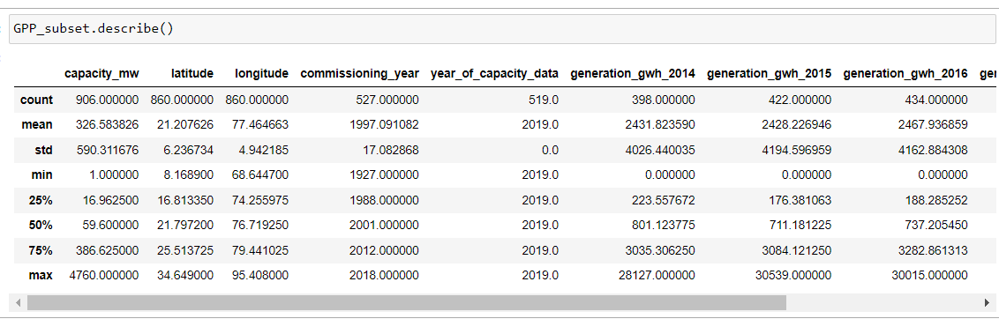 GPP_subset.describe()
capacity_mw latitude longitude commissioning_year year_of_capacity_data generation_gwh_2014 generation_gwh_2015 generation_gwh_2016 gen
count 906.000000 860.000000 860.000000 527.000000 519.0 398.000000 422.000000 434.000000
mean 326.583826 21.207626 77.464663 1997.091082 2019.0 2431.823590 2428.226946 2467.936859
std 590.311676 6.236734 4.942185 17.082868 0.0 4026.440035 4194.596959 4162.884308
min 1.000000 8.168900 68.644700 1927.000000 2019.0 0.000000 0.000000 0.000000
25% 16.962500 16.813350 74.255975 1988.000000 2019.0 223.557672 176.381063 188.285252
50% 59.600000 21.797200 76.719250 2001.000000 2019.0 801.123775 711.181225 737.205450
75% 386.625000 25.513725 79.441025 2012.000000 2019.0 3035.306250 3084.121250 3282.861313
max 4760.000000 34.649000 95.408000 2018.000000 2019.0 28127.000000 30539.000000 30015.000000